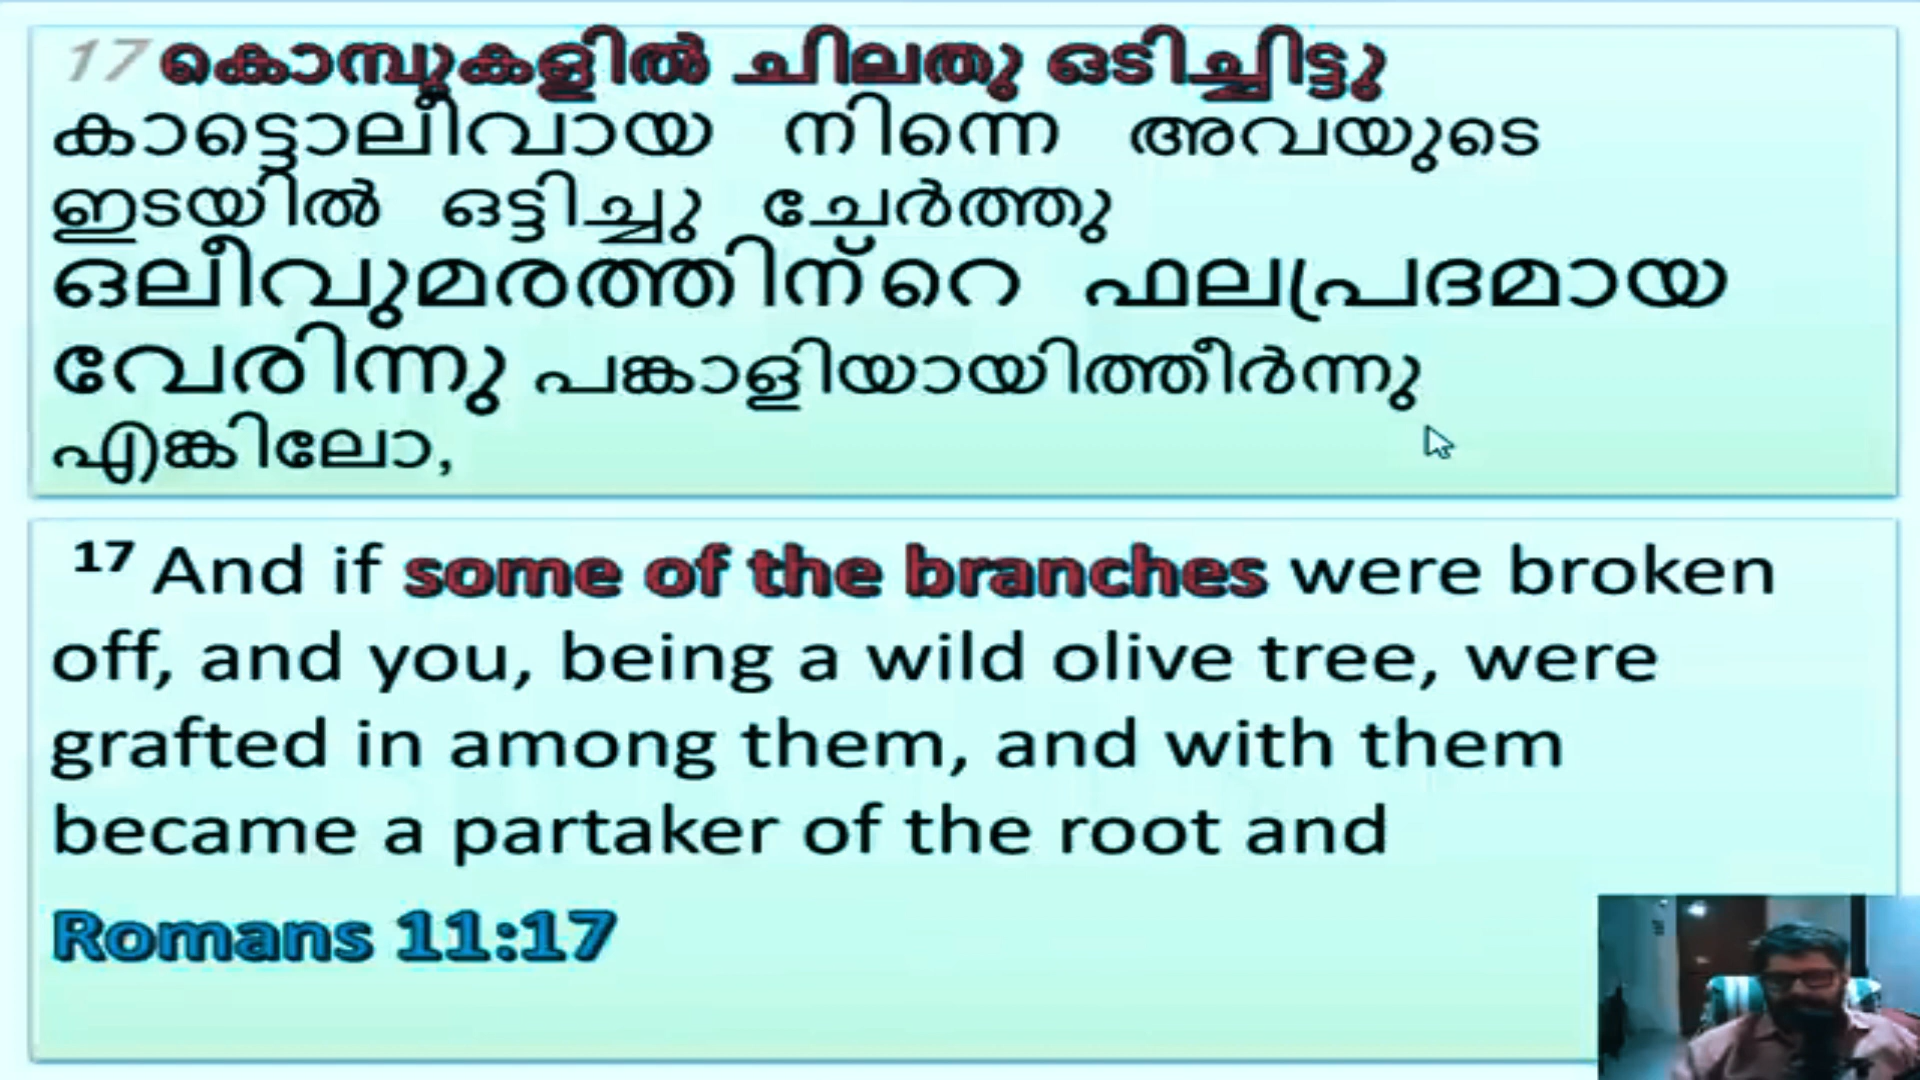 17 കൊമ്പുകളിൽ ചിലതു ഒടിച്ചിട്ടു
കാട്ടൊലീവായ നിന്നെ അവയുടെ
ഇടയിൽ ഒട്ടിച്ചു ചേർത്തു
ഒലീവുമരത്തിന്റെ ഫലപ്രദമായ
വേരിന്നു പങ്കാളിയായിത്തീർന്നു
എങ്കിലോ,
17 And if some of the branches were broken
off, and you, being a wild olive tree, were
grafted in among them, and with them
became a partaker of the root and
Romans 11:17